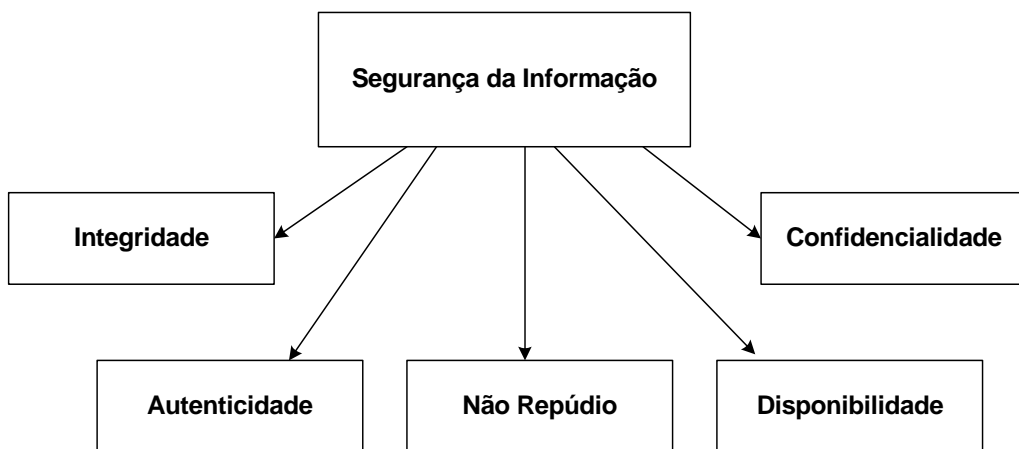 Segurança da Informação
Integridade
Confidencialidade
Autenticidade
Não Repúdio
Disponibilidade